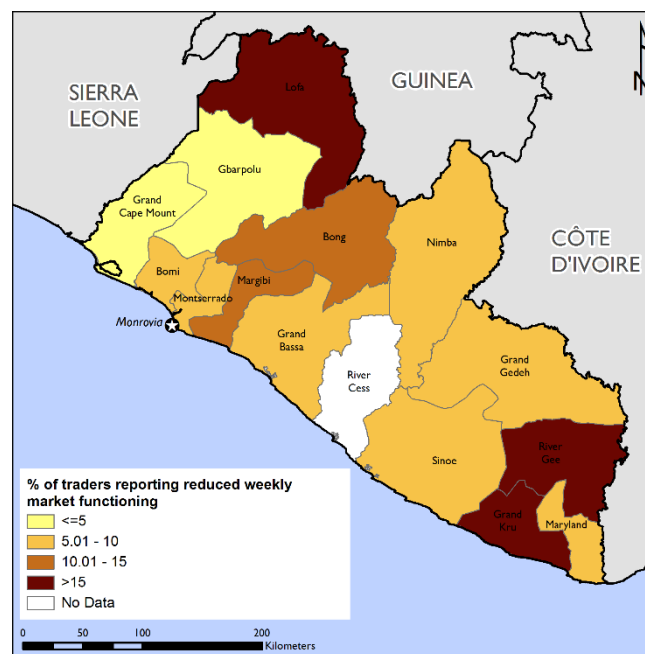 SIERRA
LEONE
GUINEA
N
CÔTE
D'IVOIRE
Lofa
Gbarpolu
Grand
Cape Mount
Bong
Nimba
Bomi
Margibi
Montserrado
Monrovia
Grand
Bassa
River
Cess
Grand
Gedeh
River
Gee
Sinoe
Grand
Kru
Maryland
% of traders reporting reduced weekly
market functioning
<=5
5.01 - 10
10.01 - 15
>15
No Data
0 50 100 200
Kilometers